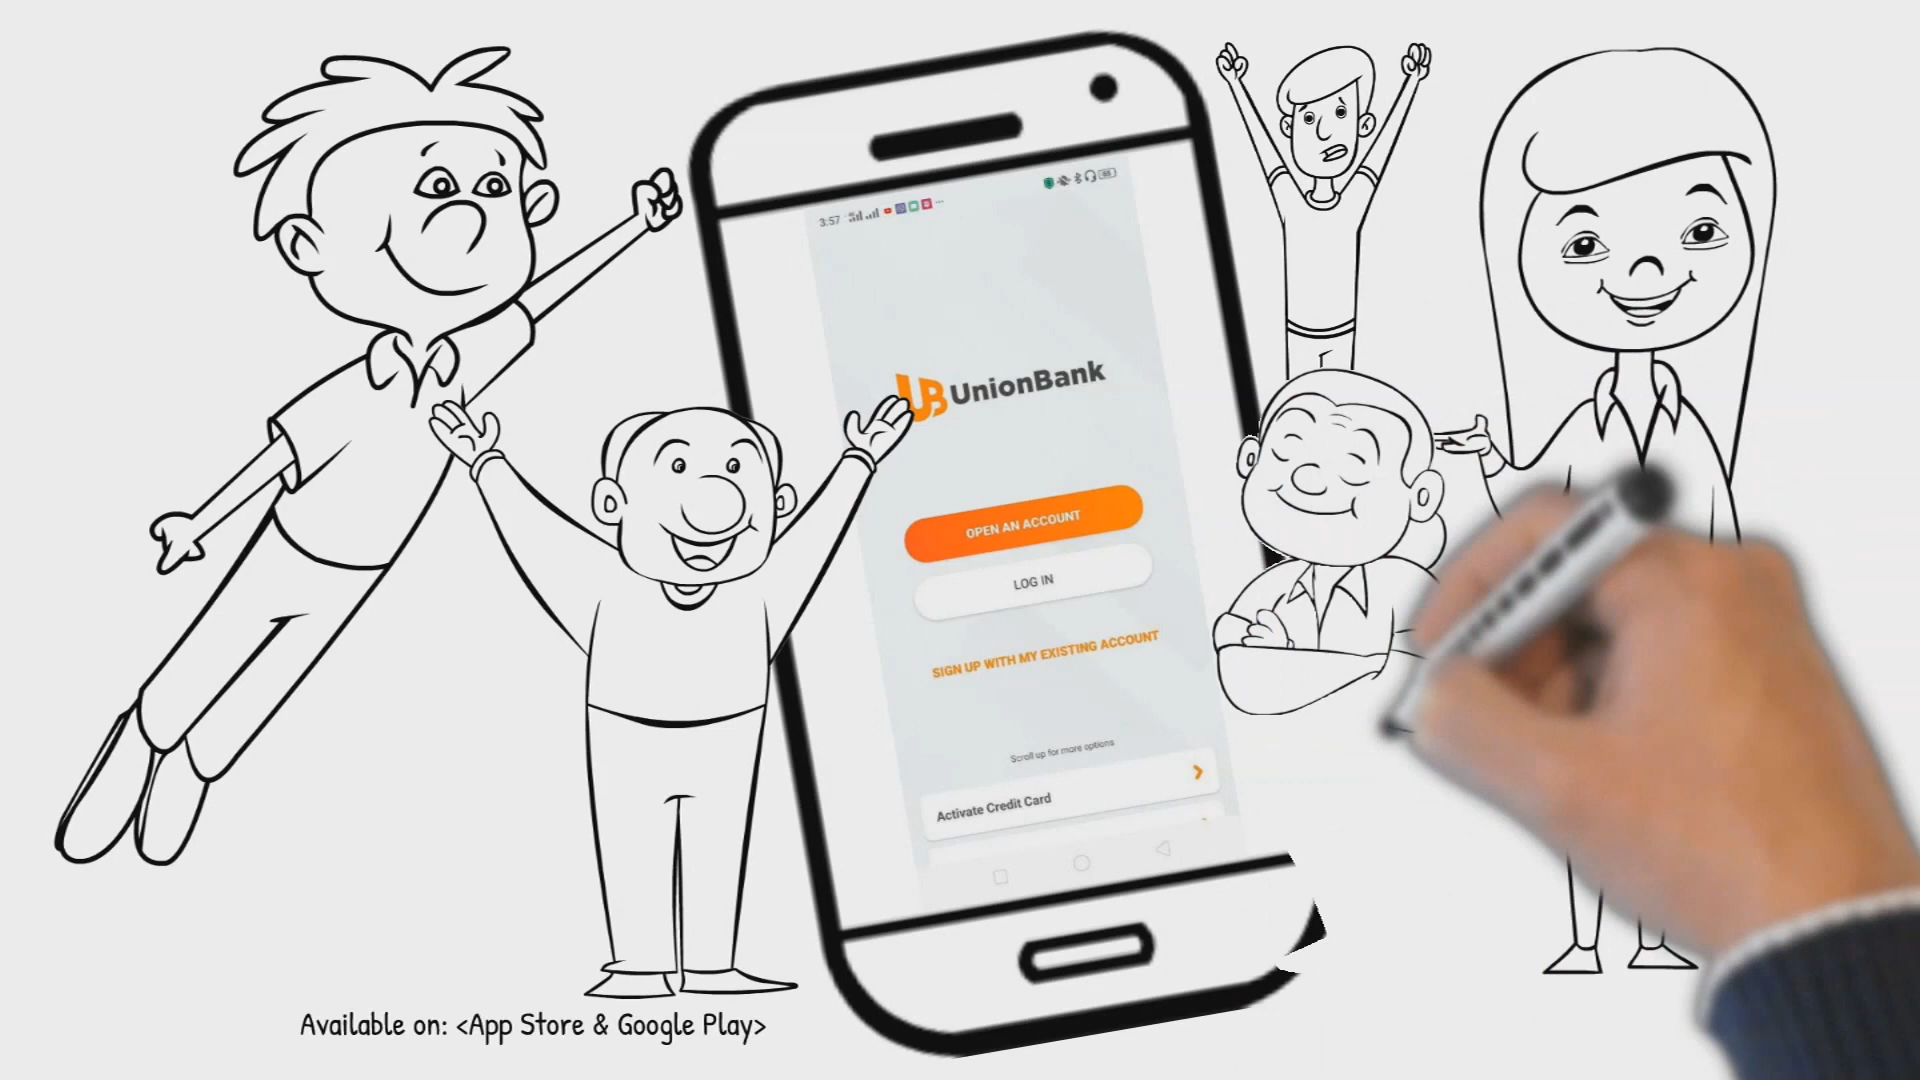 3:57
UB UnionBank
OPEN AN ACCOUNT
LOG IN
SIGN UP WITH MY EXISTING ACCOUNT
Scroll up for more options
Activate Credit Card
Available on: <App Store & Google Play>